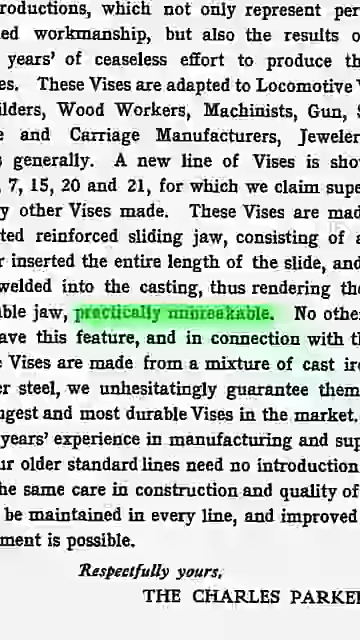 roductions, which not only represent per
ed workmanship, but also the results o
years' of ceaseless effort to produce th
es. These Vises are adapted to Locomotive
ilders, Wood Workers, Machinists, Gun, S
e and Carriage Manufacturers, Jeweler
s generally. A new line of Vises is sho
, 7, 15, 20 and 21, for which we claim supe
y other Vises made. These Vises are mad
ted reinforced sliding jaw, consisting of a
r inserted the entire length of the slide, and
welded into the casting, thus rendering the
ble jaw, practically unbreakable. No othe
ave this feature, and in connection with th
e Vises are made from a mixture of cast iro
er steel, we unhesitatingly guarantee them
ngest and most durable Vises in the market.
years' experience in manufacturing and sup
ur older standard lines need no introduction
he same care in construction and quality of
be maintained in every line, and improved
ment is possible.
Respectfully yours,
THE CHARLES PARKER